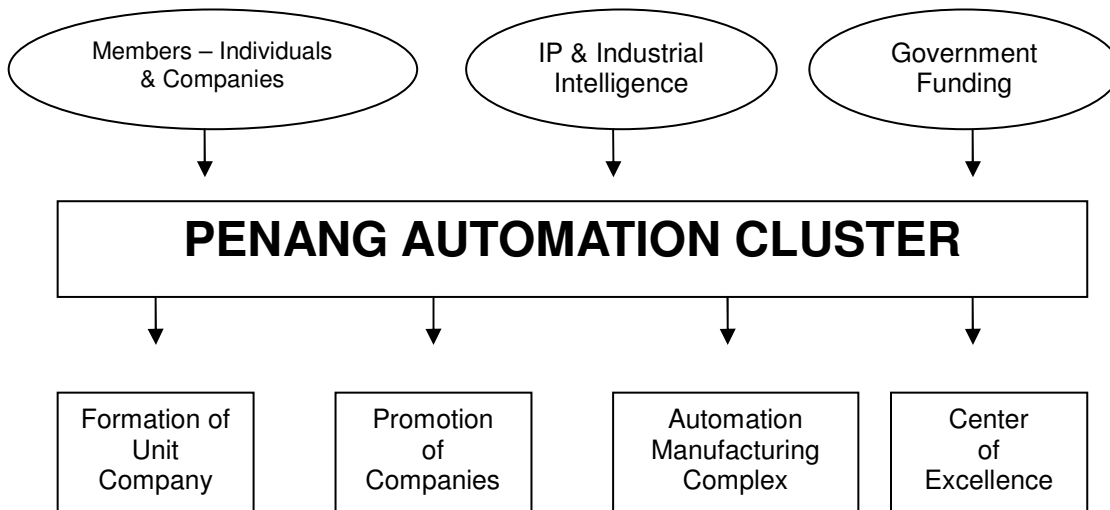 Members – Individuals
& Companies
IP & Industrial
Intelligence
Government
Funding
PENANG AUTOMATION CLUSTER
Formation of
Unit
Company
Promotion
of
Companies
Automation
Manufacturing
Complex
Center
of
Excellence